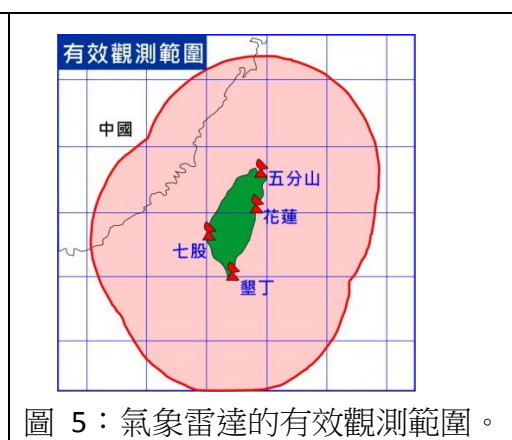 有效觀測範圍
中國
五分山
花蓮
七股
墾丁
圖 5：氣象雷達的有效觀測範圍。